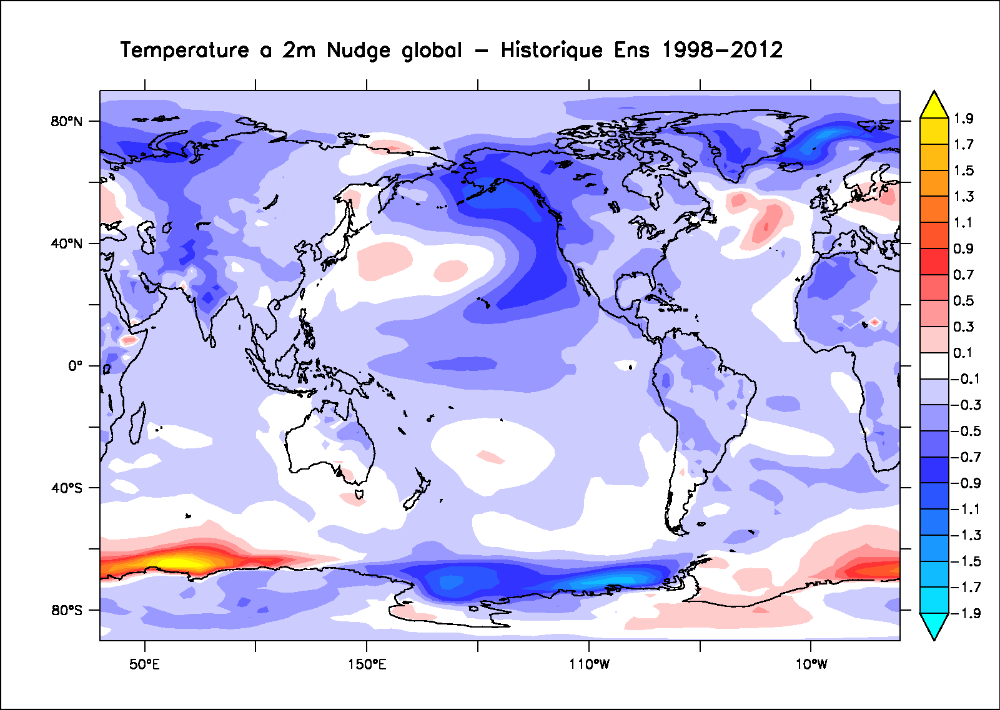 Temperature a 2m Nudge global - Historique Ens 1998-2012
80°N
40°N
0°
40°S
80°S
50°E
150°E
110°W
10°W
1.9
1.7
1.5
1.3
1.1
0.9
0.7
0.5
0.3
0.1
-0.1
-0.3
-0.5
-0.7
-0.9
-1.1
-1.3
-1.5
-1.7
-1.9